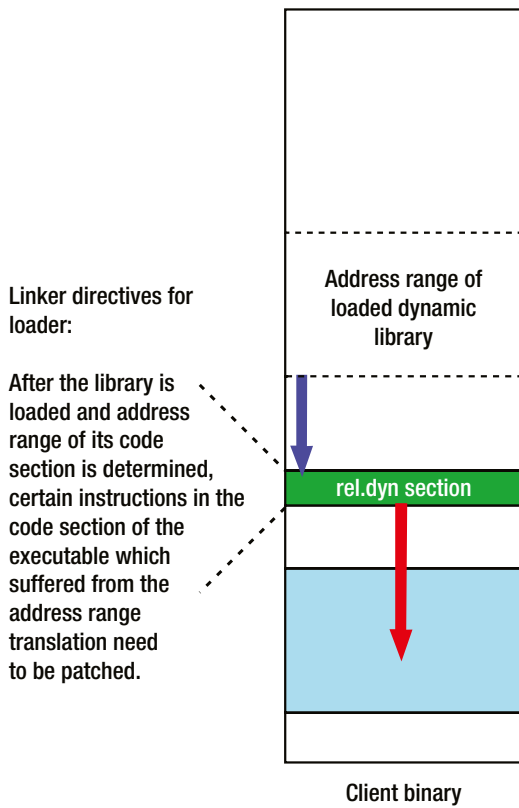 Address range of
loaded dynamic
library
Linker directives for
loader:
After the library is
loaded and address
range of its code
section is determined,
certain instructions in the
code section of the
executable which
suffered from the
address range
translation need
to be patched.
rel.dyn section
Client binary